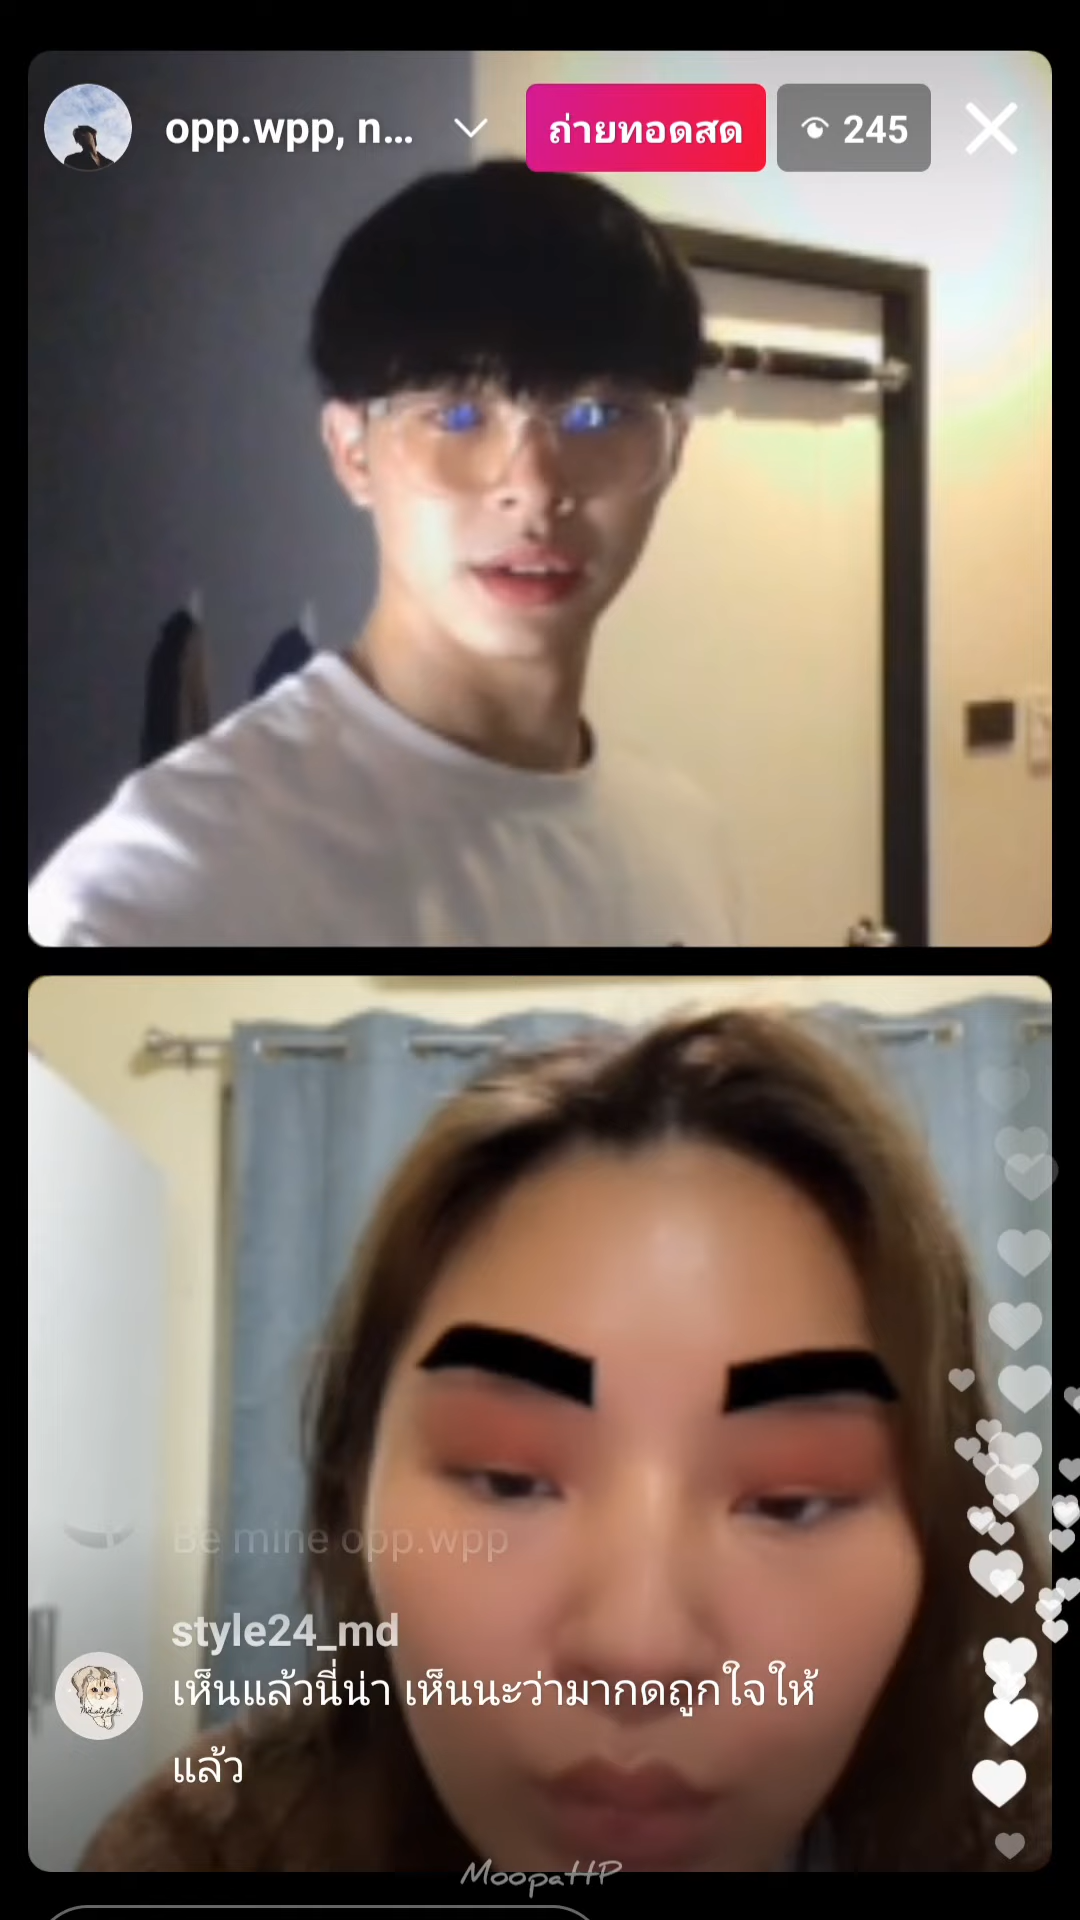 opp.wpp, n...
ถ่ายทอดสด
245
Be mine opp.wpp
style24_md
เห็นแล้วนี่น่า เห็นนะว่ามากดถูกใจให้
แล้ว
MoopaHP